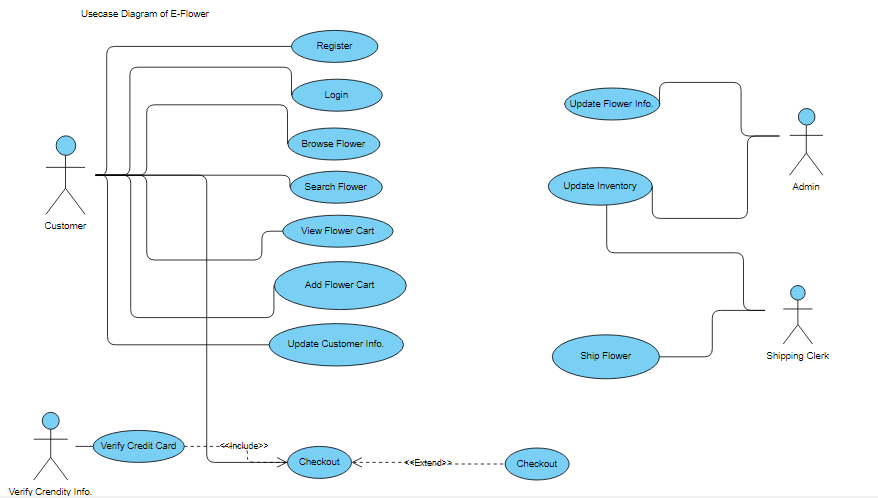 Usecase Diagram of E-Flower
Register
Login
Update Flower Info.
Browse Flower
Search Flower
Update Inventory
Admin
Customer
View Flower Cart
Add Flower Cart
Update Customer Info.
Ship Flower
Shipping Clerk
Verify Credit Card
<<Include>>
Checkout
<<Extend>>
Checkout
Verify Crendity Info.